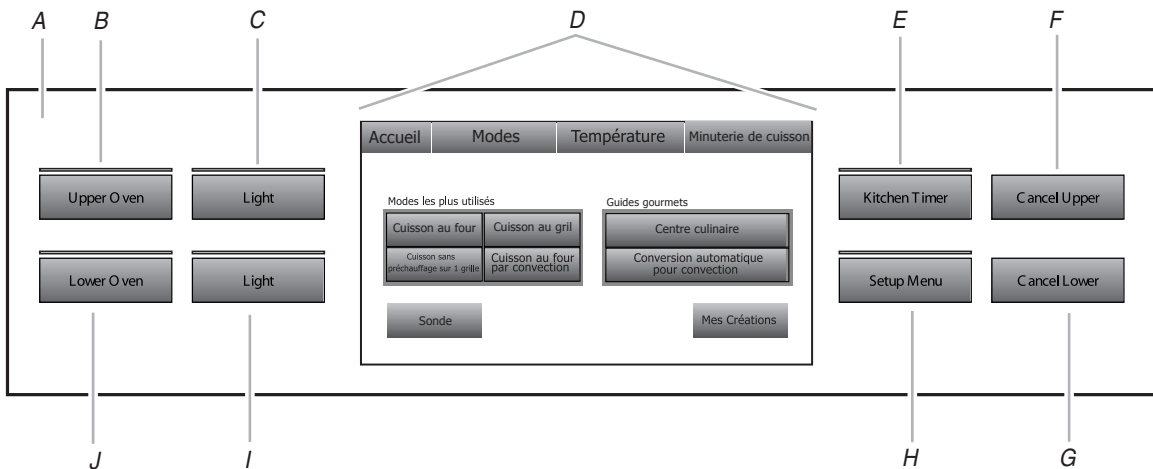 A B C D E F
Accueil Modes Température Minuterie de cuisson
Upper Oven Light Kitchen Timer Cancel Upper
Modes les plus utilisés Guides gourmets
Cuisson au four Cuisson au gril Centre culinaire
Cuisson sans
préchauffage sur 1 grille
Cuisson au four
par convection
Conversion automatique
pour convection
Lower Oven Light Setup Menu Cancel Lower
Sonde Mes Créations
J I H G